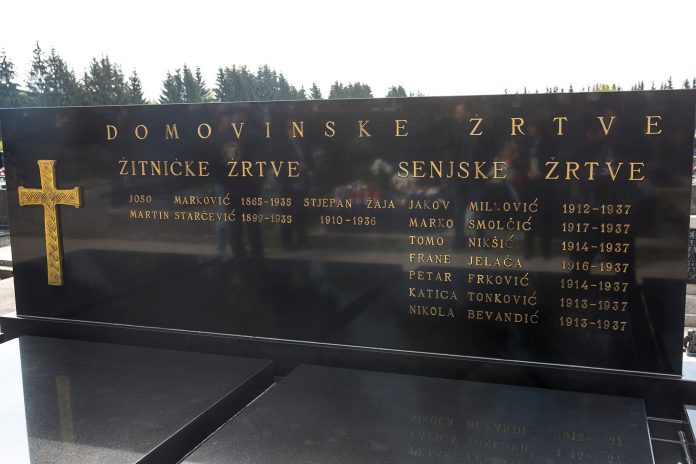 DOMOVINSKE ŽRTVE
ŽITNIČKE ŽRTVE
JOSO MARKOVIĆ 1865-1935
MARTIN STARČEVIĆ 1899-1935
STJEPAN ŽAJA
1910-1936
SENJSKE ŽRTVE
JAKOV MILKOVIĆ 1912-1937
MARKO SMOLČIĆ 1917-1937
TOMO NIKŠIĆ 1914-1937
FRANE JELAČA 1916-1937
PETAR FRKOVIĆ 1914-1937
KATICA TONKOVIĆ 1913-1937
NIKOLA BEVANDIĆ 1913-1937